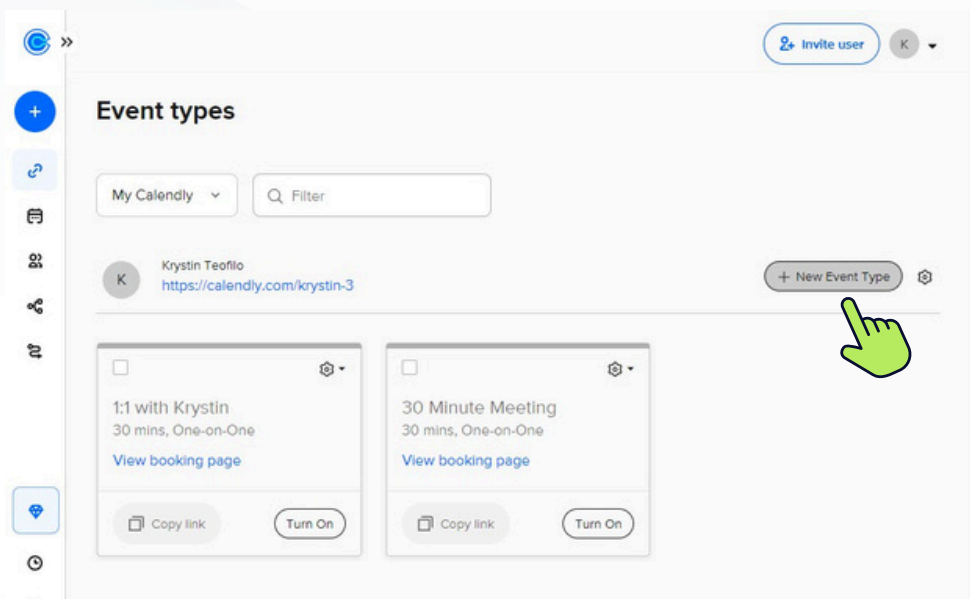 Invite user
K
Event types
My Calendly
Filter
K
Krystin Teofilo
https://calendly.com/krystin-3
+ New Event Type
1:1 with Krystin
30 mins, One-on-One
View booking page
Copy link
Turn On
30 Minute Meeting
30 mins, One-on-One
View booking page
Copy link
Turn On